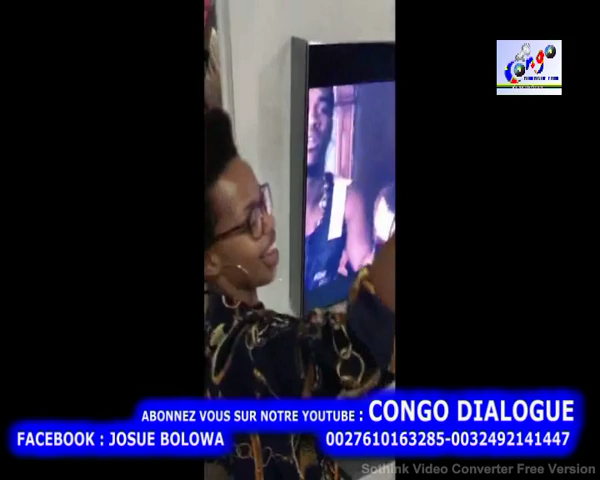 ABONNEZ VOUS SUR NOTRE YOUTUBE : CONGO DIALOGUE
FACEBOOK : JOSUE BOLOWA 0027610163285-0032492141447
Sothink Video Converter Free Version